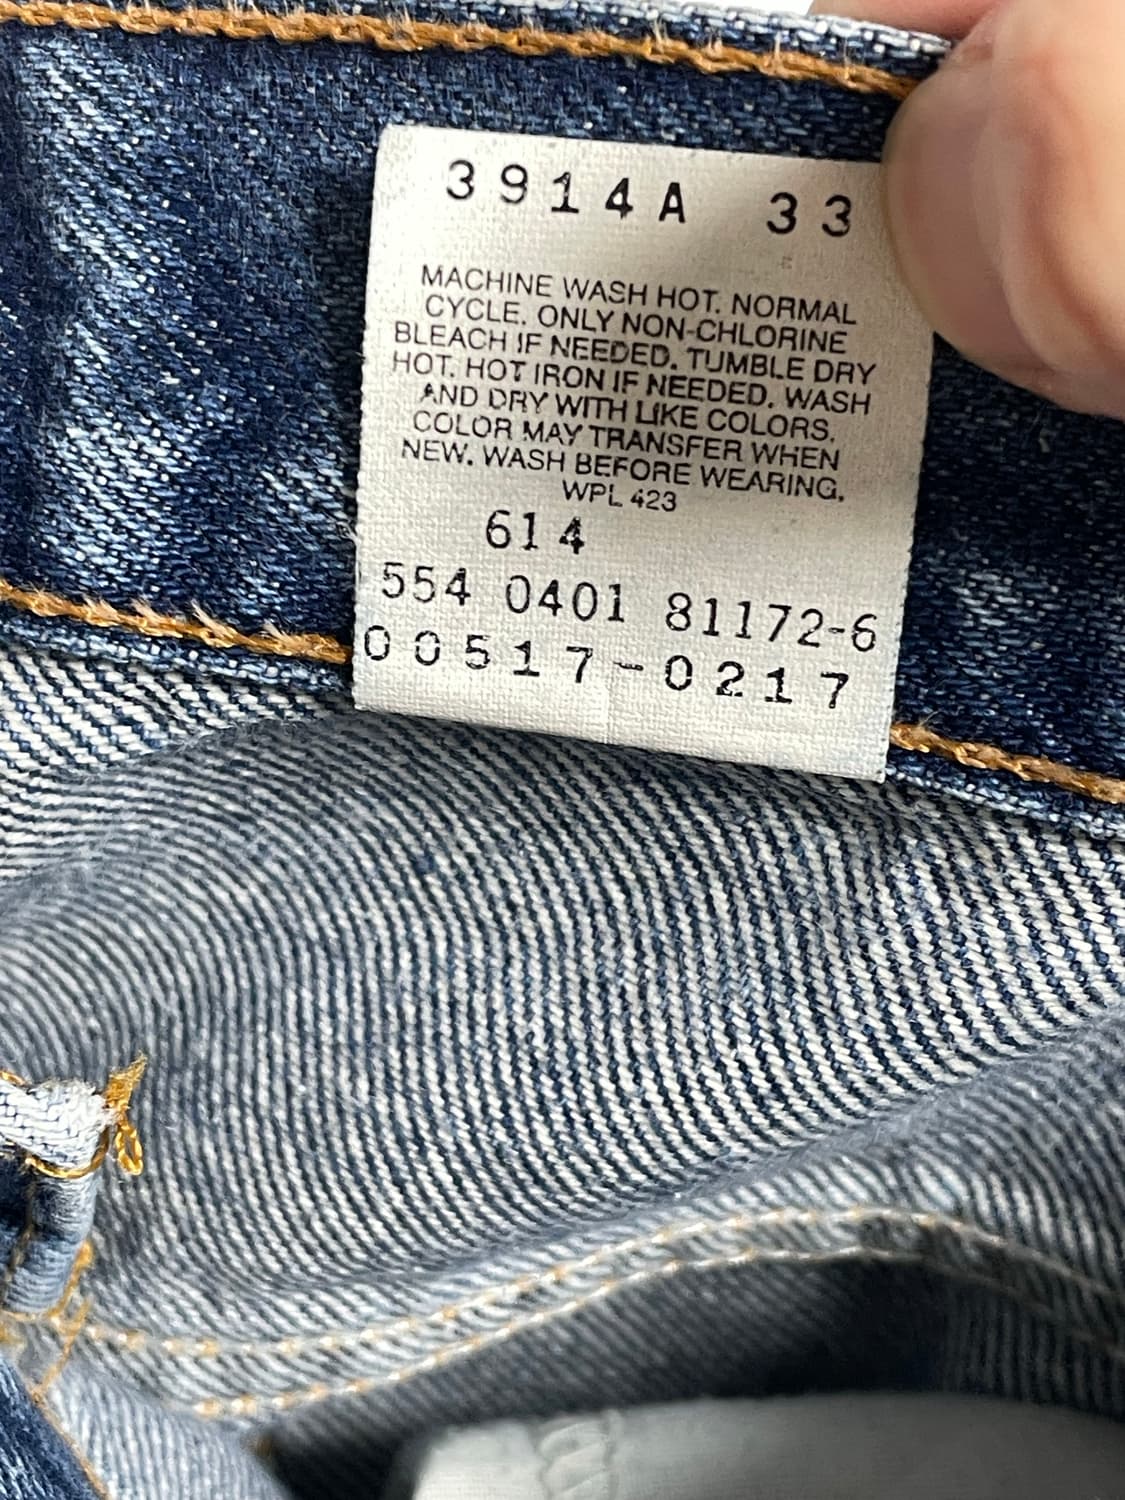 3914A 33
MACHINE WASH HOT. NORMAL
CYCLE. ONLY NON-CHLORINE
BLEACH IF NEEDED. TUMBLE DRY
HOT. HOT IRON IF NEEDED. WASH
AND DRY WITH LIKE COLORS.
COLOR MAY TRANSFER WHEN
NEW. WASH BEFORE WEARING.
WPL 423
614
554 0401 81172-6
00517-0217